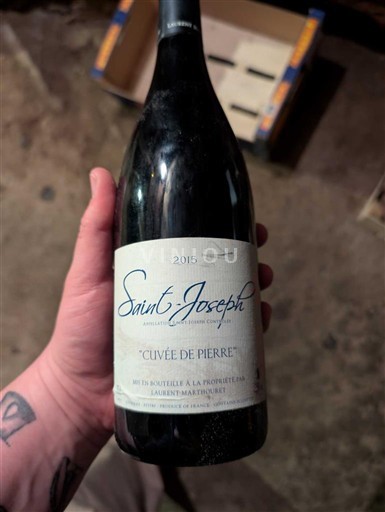 LAURENT
VINIOU
2015
Saint-Joseph
APPELLATION SAINT-JOSEPH CONTRÔLÉE
"CUVÉE DE PIERRE"
MIS EN BOUTEILLE À LA PROPRIÉTÉ PAR
LAURENT MARTHOURET
PRODUCE OF FRANCE